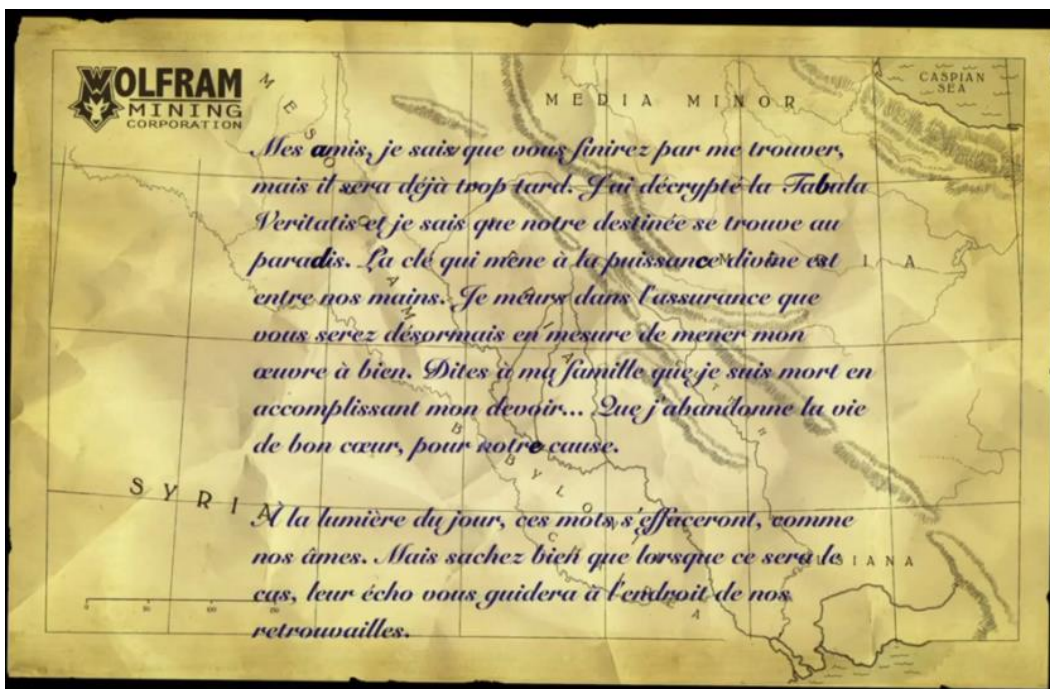 WOLFRAM
MINING
CORPORATION
MESOPOTAMIA
MEDIA MINOR
CASPIAN
SEA
Mes amis, je sais que vous finirez par me trouver,
mais il sera déjà trop tard. J'ai décrypté la Tabula
Veritatis et je sais que notre destinée se trouve au
paradis. La clé qui mène à la puissance divine est
entre nos mains. Je meurs dans l'assurance que
vous serez désormais en mesure de mener mon
œuvre à bien. Dites à ma famille que je suis mort en
accomplissant mon devoir... Que j'abandonne la vie
de bon cœur, pour notre cause.
MEDIA
SYRIA
BABYLONIA
À la lumière du jour, ces mots s'effaceront, comme
nos âmes. Mais sachez bien que lorsque ce sera le
cas, leur écho vous guidera à l'endroit de nos
retrouvailles.
SUSIANA
CHALDEA